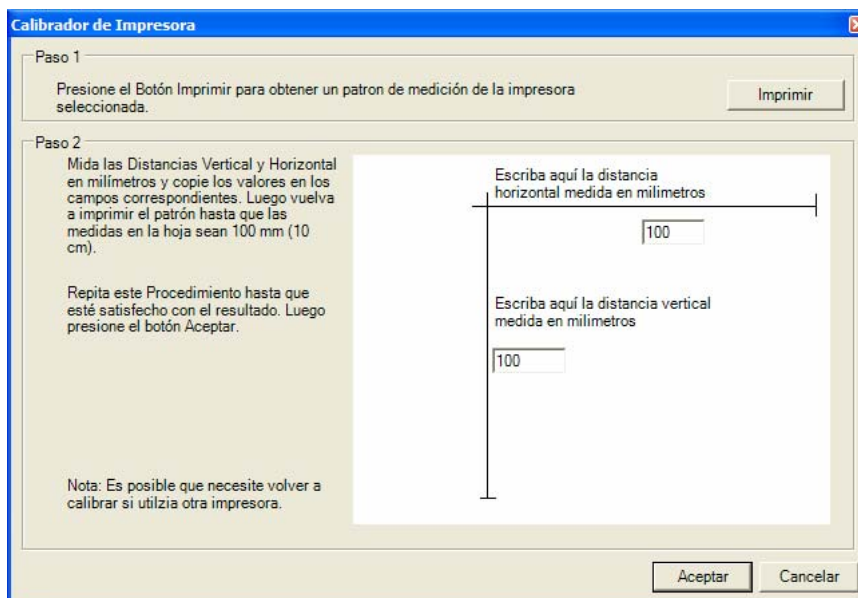 Calibrador de Impresora
Paso 1
Presione el Botón Imprimir para obtener un patron de medición de la impresora
seleccionada.
Imprimir
Paso 2
Mida las Distancias Vertical y Horizontal
en milímetros y copie los valores en los
campos correspondientes. Luego vuelva
a imprimir el patrón hasta que las
medidas en la hoja sean 100 mm (10
cm).
Repita este Procedimiento hasta que
esté satisfecho con el resultado. Luego
presione el botón Aceptar.
Nota: Es posible que necesite volver a
calibrar si utilzia otra impresora.
Escriba aquí la distancia
horizontal medida en milimetros
100
Escriba aquí la distancia vertical
medida en milimetros
100
Aceptar
Cancelar